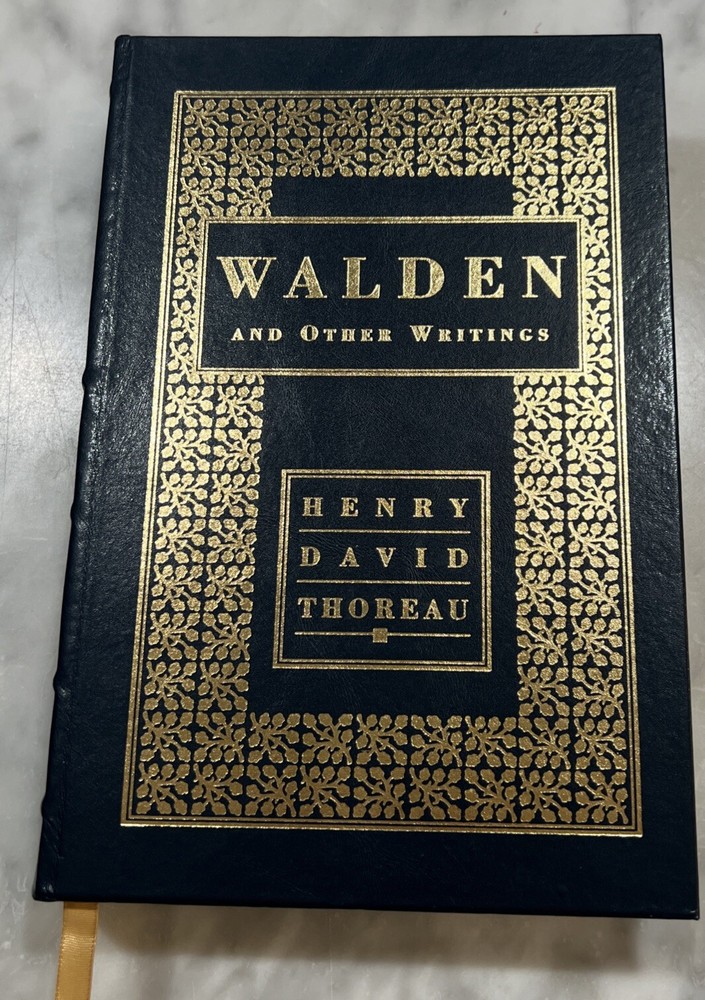 WALDEN
AND OTHER WRITINGS
HENRY
DAVID
THOREAU